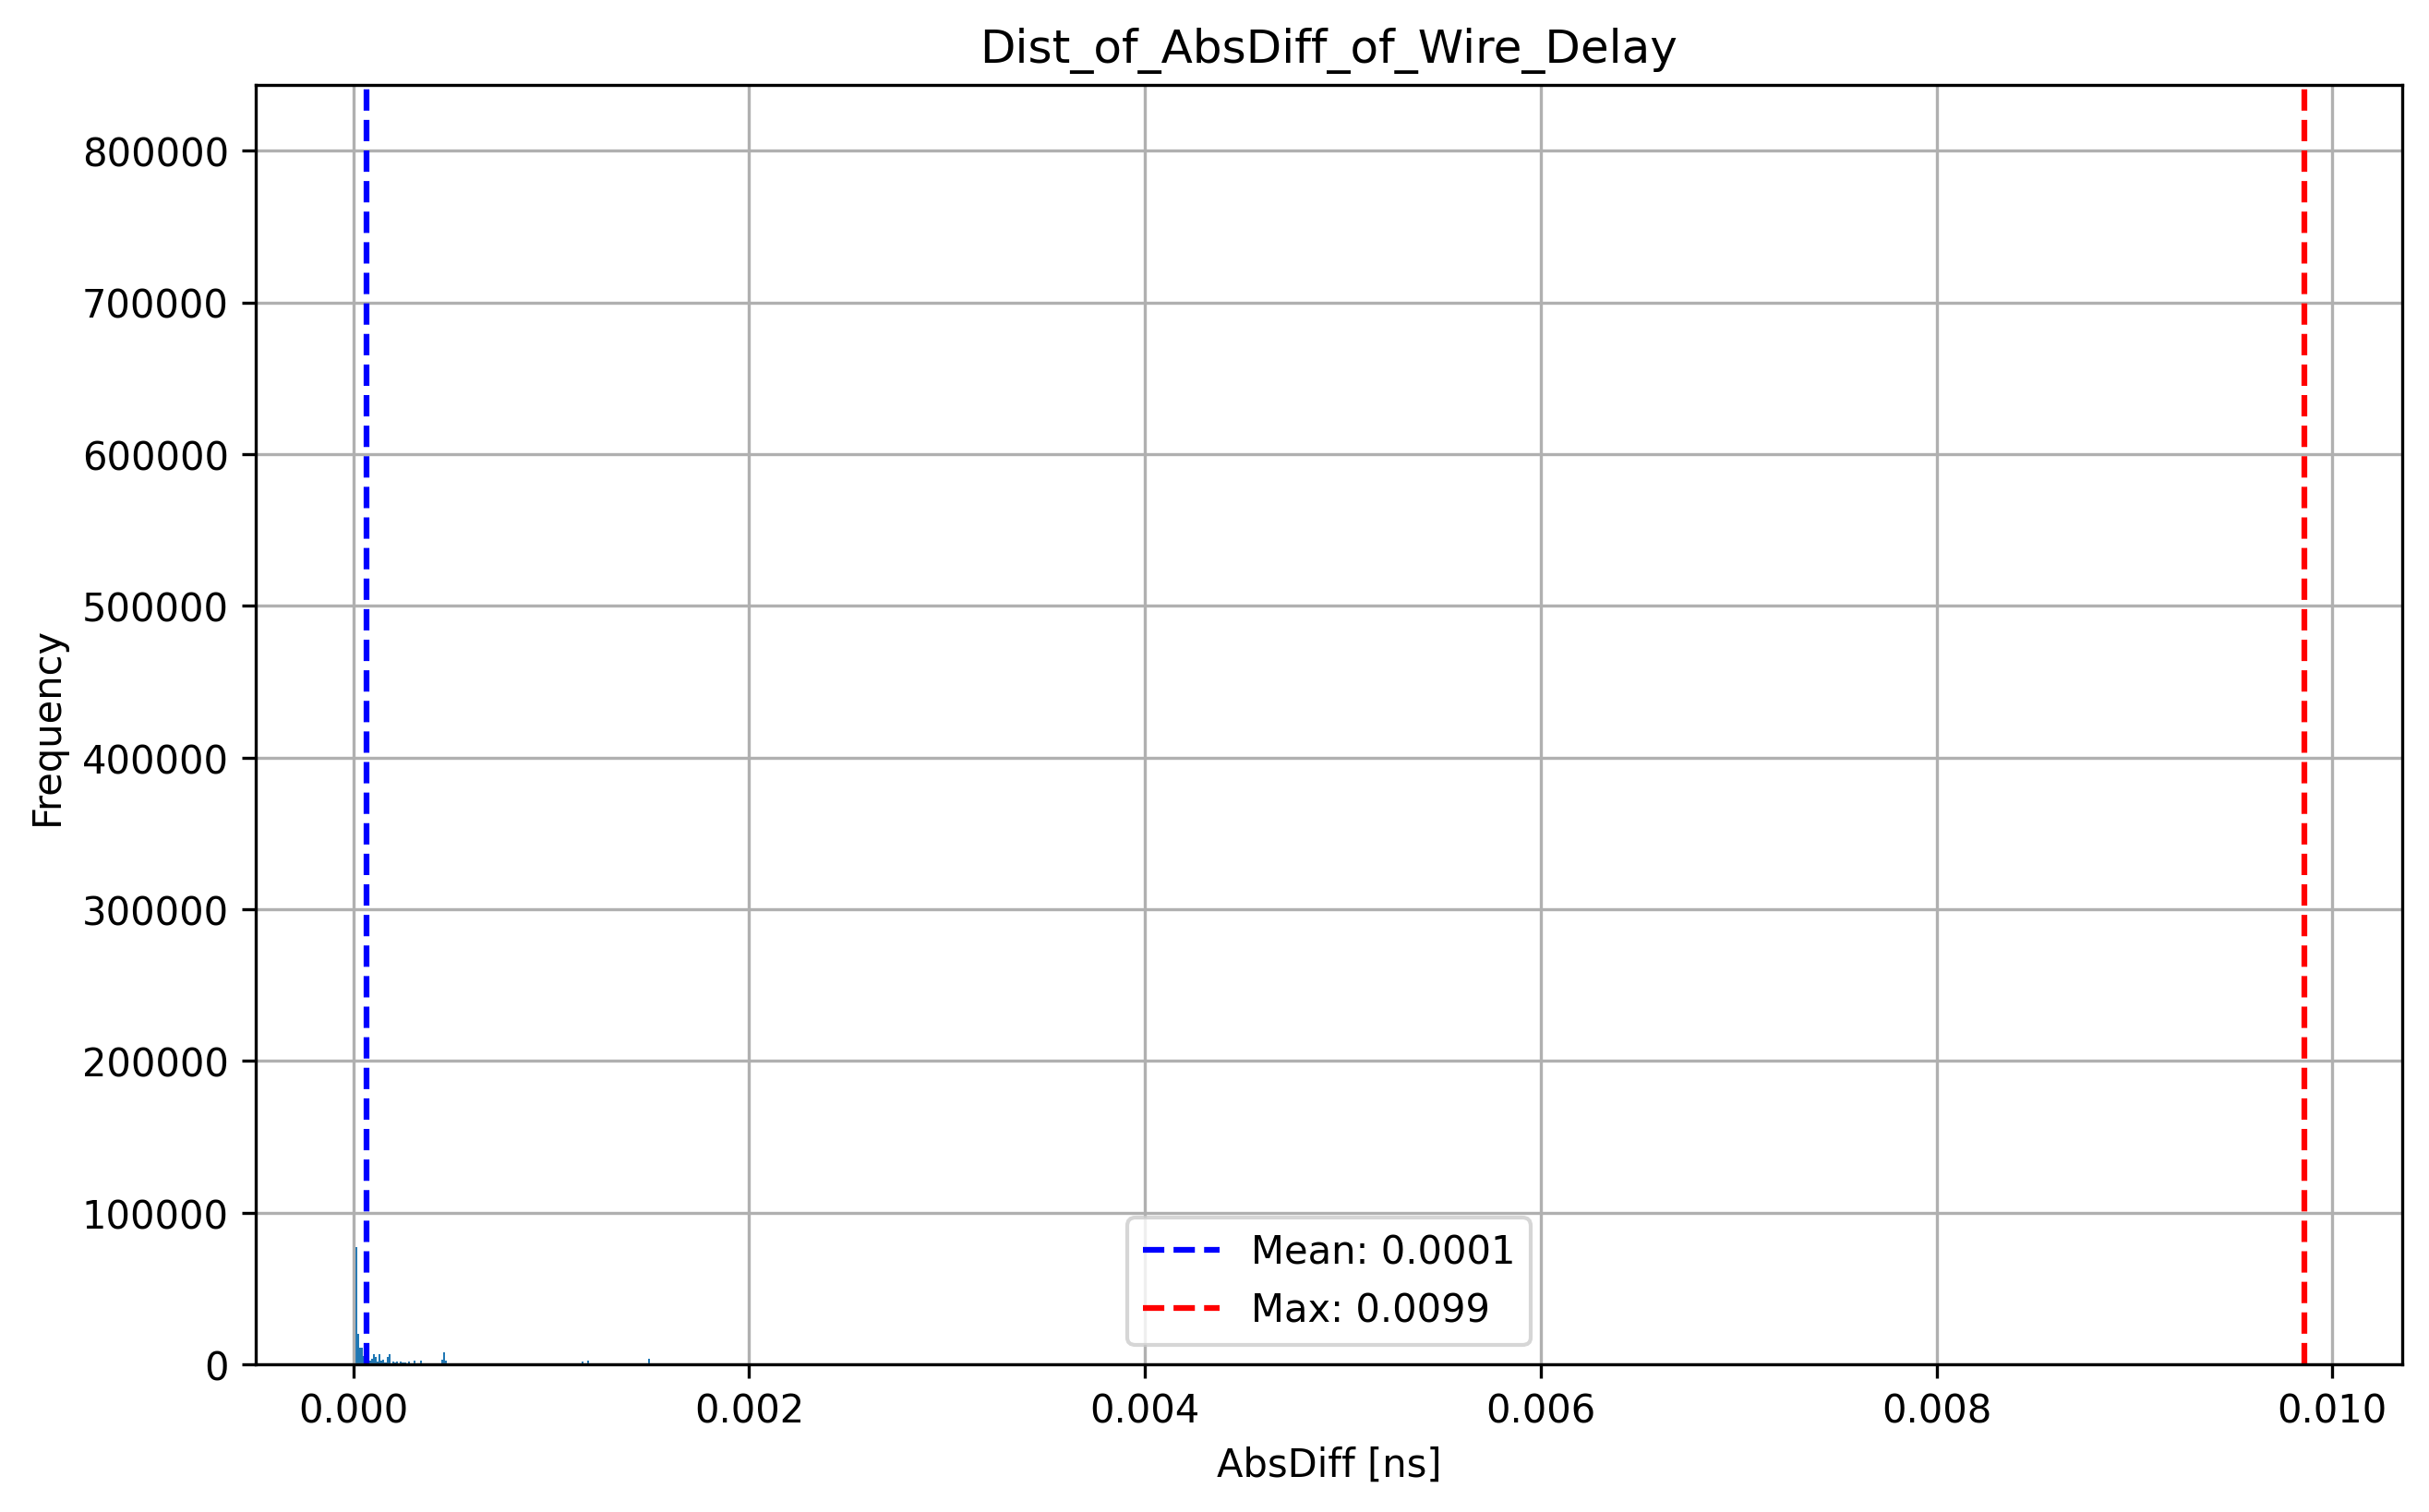 Dist_of_AbsDiff_of_Wire_Delay
800000
700000
600000
500000
400000
300000
200000
100000
0
Frequency
Mean: 0.0001
Max: 0.0099
0.000 0.002 0.004 0.006 0.008 0.010
AbsDiff [ns]